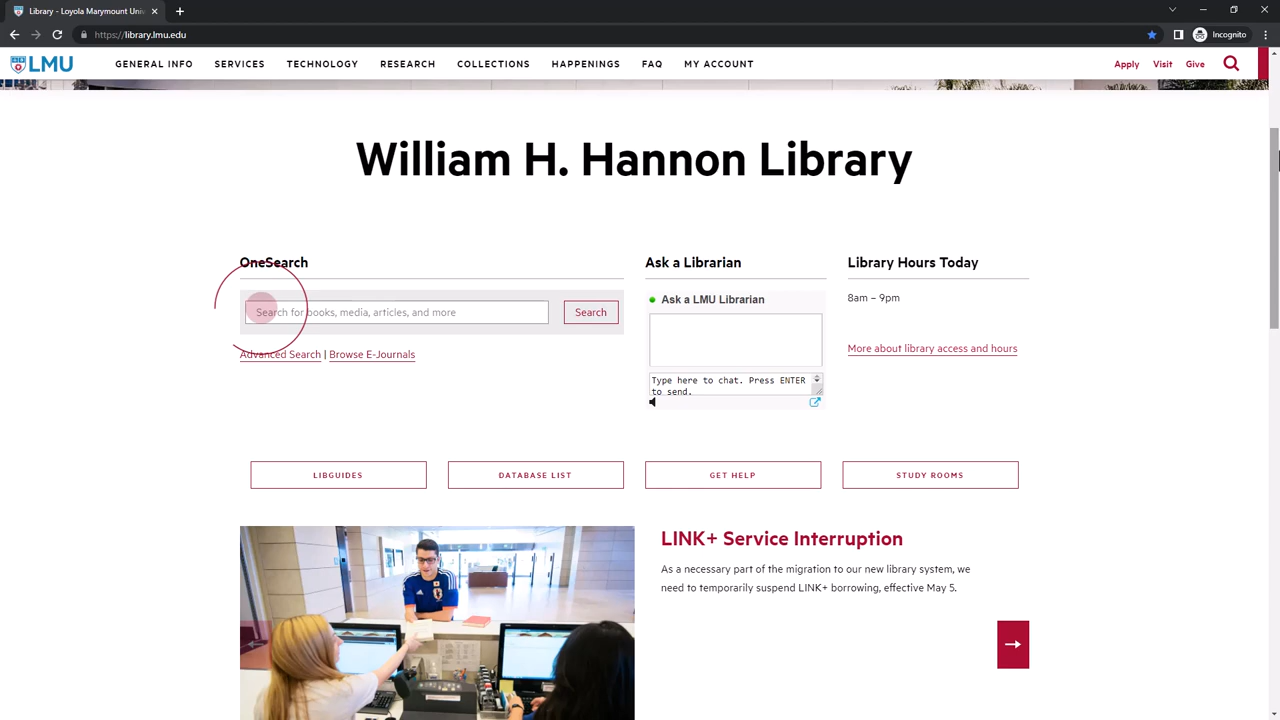 Library - Loyola Marymount Univ
https://library.lmu.edu
Incognito
LMU
GENERAL INFO SERVICES TECHNOLOGY RESEARCH COLLECTIONS HAPPENINGS FAQ MY ACCOUNT
Apply Visit Give
William H. Hannon Library
OneSearch
Search for books, media, articles, and more
Search
Advanced Search | Browse E-Journals
Ask a Librarian
Ask a LMU Librarian
Type here to chat. Press ENTER
to send.
Library Hours Today
8am – 9pm
More about library access and hours
LIBGUIDES
DATABASE LIST
GET HELP
STUDY ROOMS
LINK+ Service Interruption
As a necessary part of the migration to our new library system, we
need to temporarily suspend LINK+ borrowing, effective May 5.